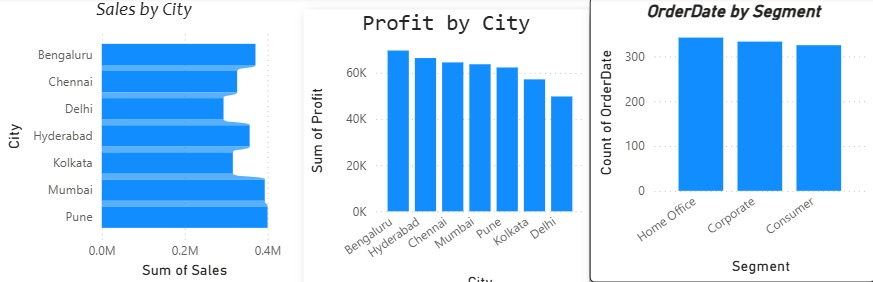 Sales by City
City
Bengaluru
Chennai
Delhi
Hyderabad
Kolkata
Mumbai
Pune
0.0M 0.2M 0.4M
Sum of Sales
Profit by City
Sum of Profit
60K
40K
20K
0K
Bengaluru Hyderabad Chennai Mumbai Pune Kolkata Delhi
City
OrderDate by Segment
Count of OrderDate
300
200
100
0
Home Office Corporate Consumer
Segment